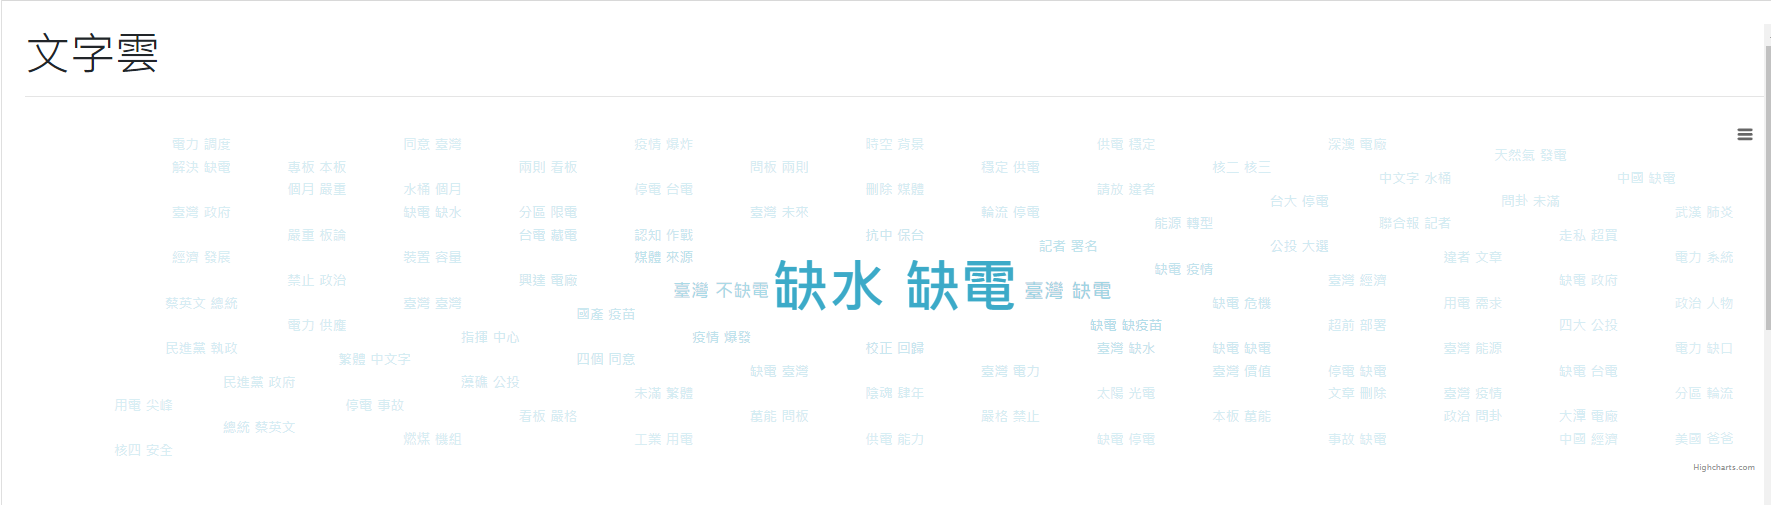 文字雲
電力 調度 同意 臺灣 疫情 爆炸 時空 背景 供電 穩定 深澳 電廠
天然氣 發電
解決 缺電 專板 本板 兩則 看板 問板 兩則 穩定 供電 核二 核三
中文字 水桶 中國 缺電
個月 嚴重 水桶 個月 停電 台電 刪除 媒體 請放 違者
台大 停電 問卦 未滿
臺灣 政府 缺電 缺水 分區 限電 臺灣 未來 輪流 停電 武漢 肺炎
能源 轉型 聯合報 記者
嚴重 板論 台電 藏電 認知 作戰 抗中 保台 走私 超買
記者 署名 公投 大選
經濟 發展 裝置 容量 媒體 來源 違者 文章 電力 系統
缺電 疫情
禁止 政治 興達 電廠 臺灣 經濟 缺電 政府
臺灣 不缺電 缺水 缺電 臺灣 缺電
蔡英文 總統 臺灣 臺灣 缺電 危機 用電 需求 政治 人物
國產 疫苗
電力 供應 缺電 缺疫苗 超前 部署 四大 公投
指揮 中心 疫情 爆發
民進黨 執政 校正 回歸 臺灣 缺水 缺電 缺電 臺灣 能源 電力 缺口
繁體 中文字 四個 同意
缺電 臺灣 臺灣 電力 臺灣 價值 停電 缺電 缺電 台電
民進黨 政府 藻礁 公投
未滿 繁體 陰魂 肆年 太陽 光電 文章 刪除 臺灣 疫情 分區 輪流
用電 尖峰 停電 事故
看板 嚴格 萬能 問板 嚴格 禁止 本板 萬能 政治 問卦 大潭 電廠
總統 蔡英文
燃煤 機組 工業 用電 供電 能力 缺電 停電 事故 缺電 中國 經濟 美國 爸爸
核四 安全
Highcharts.com